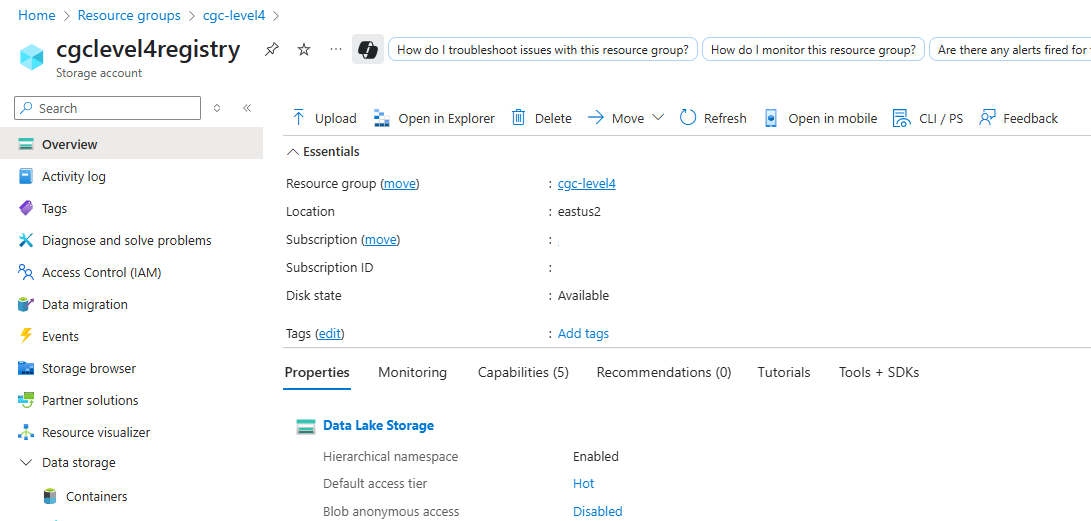 Home > Resource groups > cgc-level4 >
cgclevel4registry
Storage account
How do I troubleshoot issues with this resource group?
How do I monitor this resource group?
Are there any alerts fired for
Search
Overview
Activity log
Tags
Diagnose and solve problems
Access Control (IAM)
Data migration
Events
Storage browser
Partner solutions
Resource visualizer
Data storage
Containers
Upload Open in Explorer Delete Move Refresh Open in mobile CLI / PS Feedback
Essentials
Resource group (move) : cgc-level4
Location : eastus2
Subscription (move) :
Subscription ID :
Disk state : Available
Tags (edit) : Add tags
Properties Monitoring Capabilities (5) Recommendations (0) Tutorials Tools + SDKs
Data Lake Storage
Hierarchical namespace Enabled
Default access tier Hot
Blob anonymous access Disabled